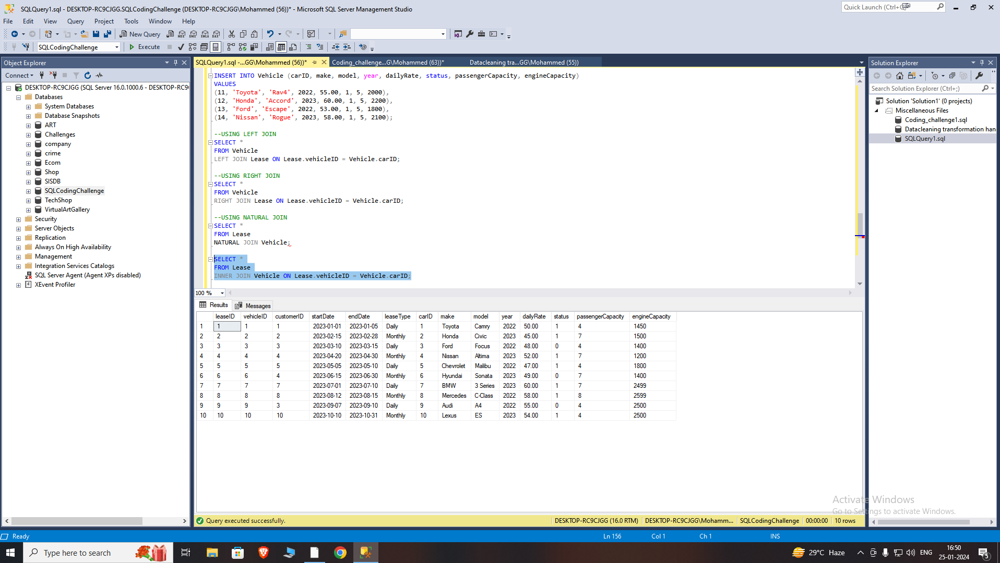 SQLQuery1.sql - DESKTOP-RC9CJGG.SQLCodingChallenge (DESKTOP-RC9CJGG\Mohammed (56))* - Microsoft SQL Server Management Studio
Quick Launch (Ctrl+Q)
File Edit View Query Project Tools Window Help
New Query
SQLCodingChallenge
Execute
Object Explorer
Connect
DESKTOP-RC9CJGG (SQL Server 16.0.1000.6 - DESKTOP-RC9
Databases
System Databases
Database Snapshots
ART
Challenges
company
crime
Ecom
Shop
SISDB
SQLCodingChallenge
TechShop
VirtualArtGallery
Security
Server Objects
Replication
Always On High Availability
Management
Integration Services Catalogs
SQL Server Agent (Agent XPs disabled)
XEvent Profiler
SQLQuery1.sql -...GG\Mohammed (56))*
Coding_challenge...G\Mohammed (63))*
Datacleaning tra...GG\Mohammed (55))
INSERT INTO Vehicle (carID, make, model, year, dailyRate, status, passengerCapacity, engineCapacity)
VALUES
(11, 'Toyota', 'Rav4', 2022, 55.00, 1, 5, 2000),
(12, 'Honda', 'Accord', 2023, 60.00, 1, 5, 2200),
(13, 'Ford', 'Escape', 2022, 53.00, 1, 5, 1800),
(14, 'Nissan', 'Rogue', 2023, 58.00, 1, 5, 2100);
--USING LEFT JOIN
SELECT *
FROM Vehicle
LEFT JOIN Lease ON Lease.vehicleID = Vehicle.carID;
--USING RIGHT JOIN
SELECT *
FROM Vehicle
RIGHT JOIN Lease ON Lease.vehicleID = Vehicle.carID;
--USING NATURAL JOIN
SELECT *
FROM Lease
NATURAL JOIN Vehicle;
SELECT *
FROM Lease
INNER JOIN Vehicle ON Lease.vehicleID = Vehicle.carID;
100 %
Results Messages
leaseID vehicleID customerID startDate endDate leaseType carID make model year dailyRate status passengerCapacity engineCapacity
1 1 1 1 2023-01-01 2023-01-05 Daily 1 Toyota Camry 2022 50.00 1 4 1450
2 2 2 2 2023-02-15 2023-02-28 Monthly 2 Honda Civic 2023 45.00 1 7 1500
3 3 3 3 2023-03-10 2023-03-15 Daily 3 Ford Focus 2022 48.00 0 4 1400
4 4 4 4 2023-04-20 2023-04-30 Monthly 4 Nissan Altima 2023 52.00 1 7 1200
5 5 5 5 2023-05-05 2023-05-10 Daily 5 Chevrolet Malibu 2022 47.00 1 4 1800
6 6 6 4 2023-06-15 2023-06-30 Monthly 6 Hyundai Sonata 2023 49.00 0 7 1400
7 7 7 7 2023-07-01 2023-07-10 Daily 7 BMW 3 Series 2023 60.00 1 7 2499
8 8 8 8 2023-08-12 2023-08-15 Monthly 8 Mercedes C-Class 2022 58.00 1 8 2599
9 9 9 3 2023-09-07 2023-09-10 Daily 9 Audi A4 2022 55.00 0 4 2500
10 10 10 10 2023-10-10 2023-10-31 Monthly 10 Lexus ES 2023 54.00 1 4 2500
Query executed successfully.
DESKTOP-RC9CJGG (16.0 RTM) DESKTOP-RC9CJGG\Mohamm... SQLCodingChallenge 00:00:00 10 rows
Solution Explorer
Search Solution Explorer (Ctrl+;)
Solution 'Solution1' (0 projects)
Miscellaneous Files
Coding_challenge1.sql
Datacleaning transformation han
SQLQuery1.sql
Activate Windows
Go to Settings to activate Windows.
Ready Ln 156 Col 1 Ch 1 INS
Type here to search
29°C Haze
ENG
16:50
25-01-2024
5